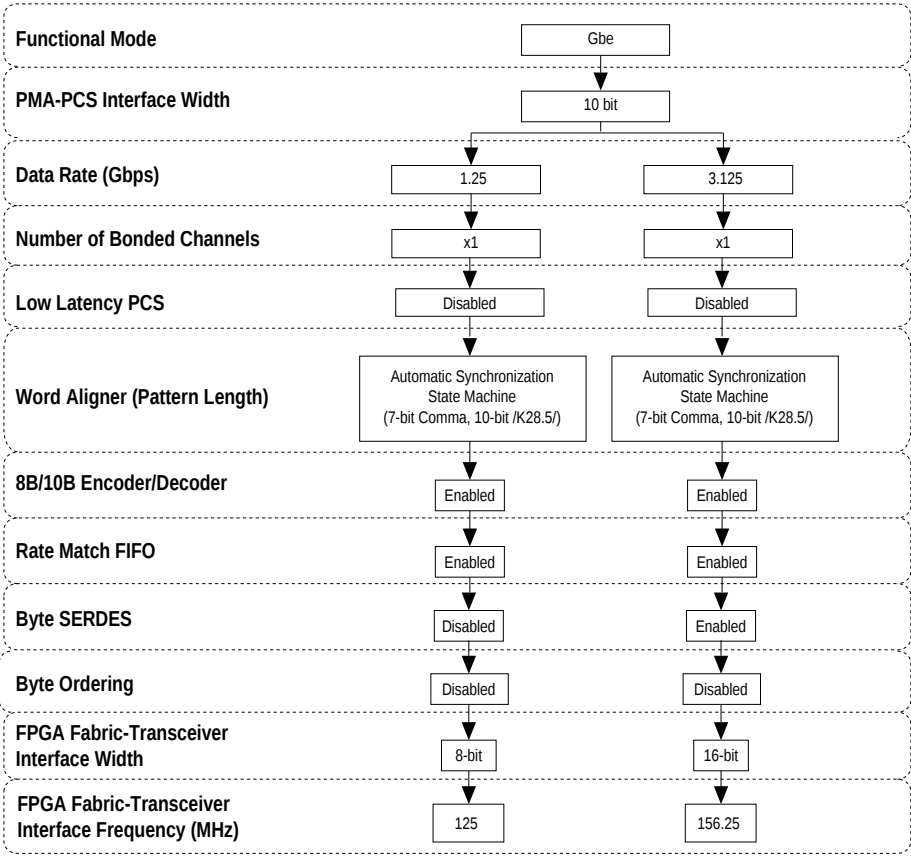 Functional Mode
Gbe
PMA-PCS Interface Width
10 bit
Data Rate (Gbps)
1.25
3.125
Number of Bonded Channels
x1
x1
Low Latency PCS
Disabled
Disabled
Word Aligner (Pattern Length)
Automatic Synchronization
State Machine
(7-bit Comma, 10-bit /K28.5/)
Automatic Synchronization
State Machine
(7-bit Comma, 10-bit /K28.5/)
8B/10B Encoder/Decoder
Enabled
Enabled
Rate Match FIFO
Enabled
Enabled
Byte SERDES
Disabled
Enabled
Byte Ordering
Disabled
Disabled
FPGA Fabric-Transceiver
Interface Width
8-bit
16-bit
FPGA Fabric-Transceiver
Interface Frequency (MHz)
125
156.25